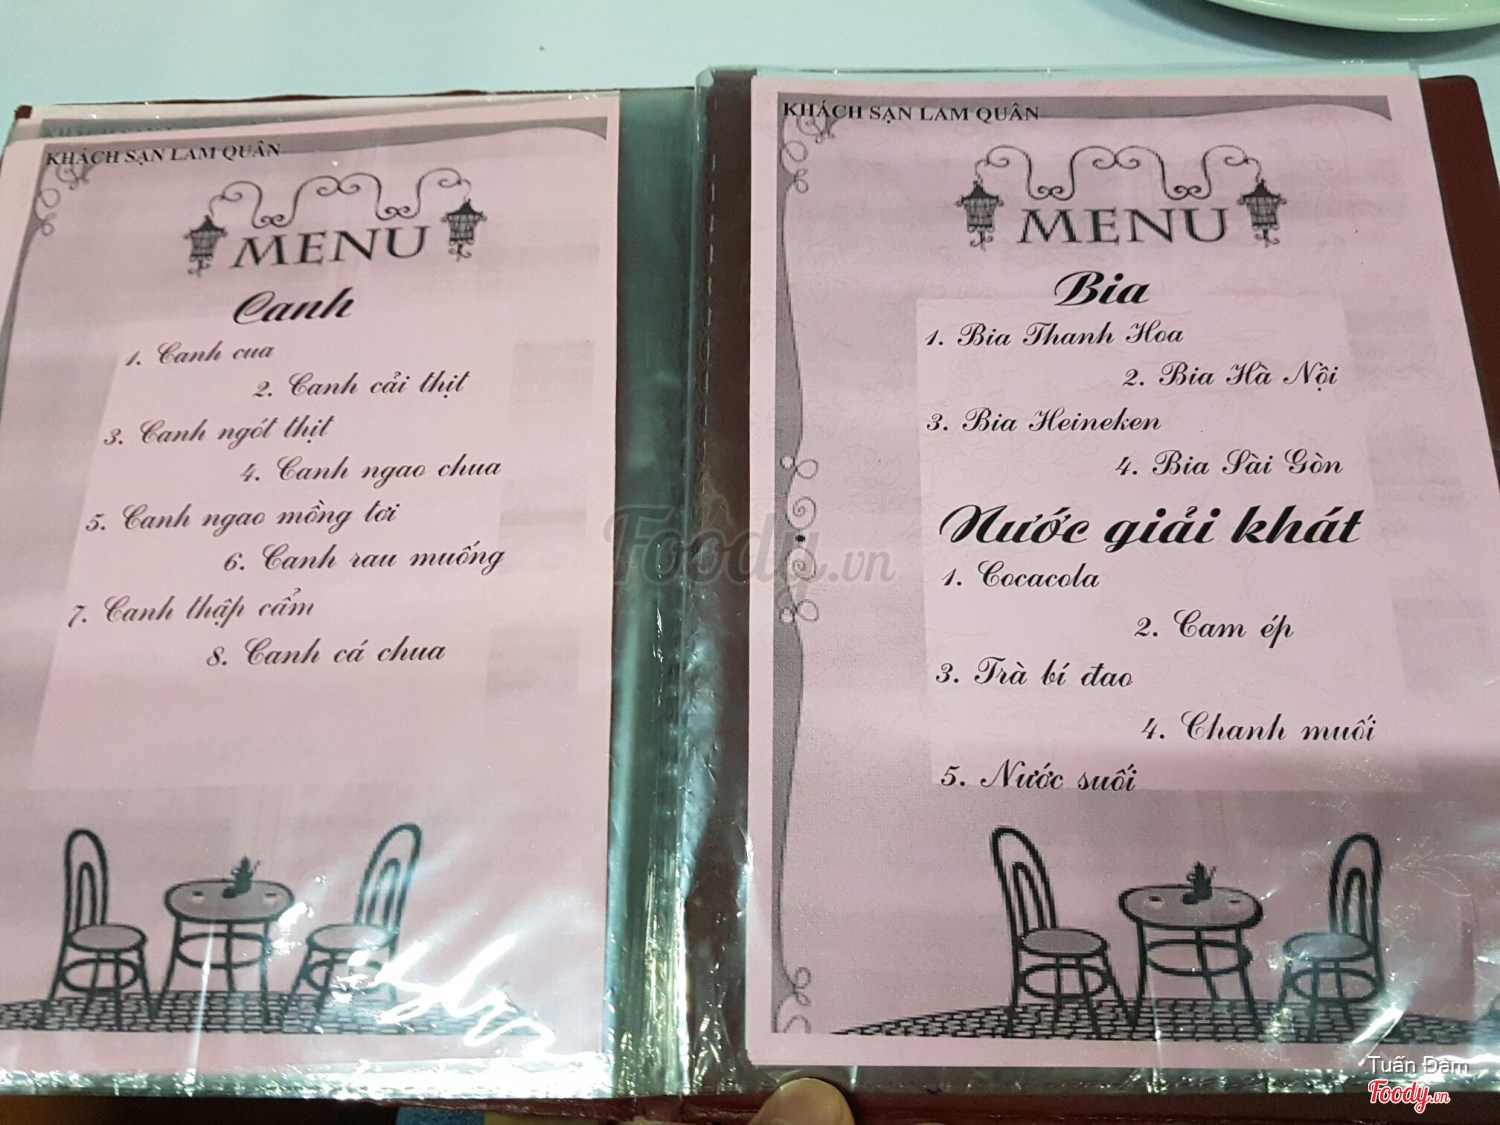 KHÁCH SẠN LAM QUÂN
MENU
Canh
1. Canh cua
2. Canh cải thịt
3. Canh ngót thịt
4. Canh ngao chua
5. Canh ngao mồng tơi
6. Canh rau muống
7. Canh thập cẩm
8. Canh cá chua
KHÁCH SẠN LAM QUÂN
MENU
Bia
1. Bia Thanh Hoa
2. Bia Hà Nội
3. Bia Heineken
4. Bia Sài Gòn
Nước giải khát
1. Cocacola
2. Cam ép
3. Trà bí đao
4. Chanh muối
5. Nước suối
Foody.vn
Tuấn Đàm
Foody.vn